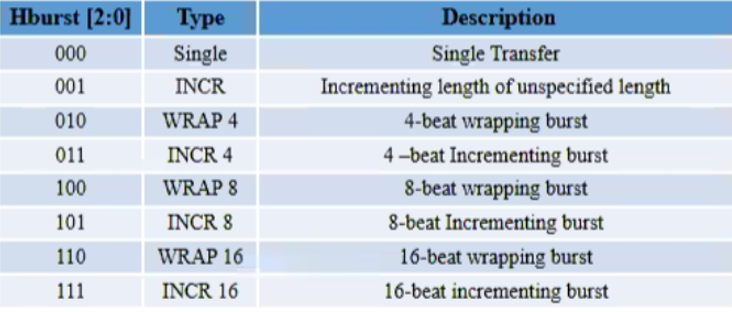 Hburst [2:0] Type Description
000 Single Single Transfer
001 INCR Incrementing length of unspecified length
010 WRAP 4 4-beat wrapping burst
011 INCR 4 4 –beat Incrementing burst
100 WRAP 8 8-beat wrapping burst
101 INCR 8 8-beat Incrementing burst
110 WRAP 16 16-beat wrapping burst
111 INCR 16 16-beat incrementing burst